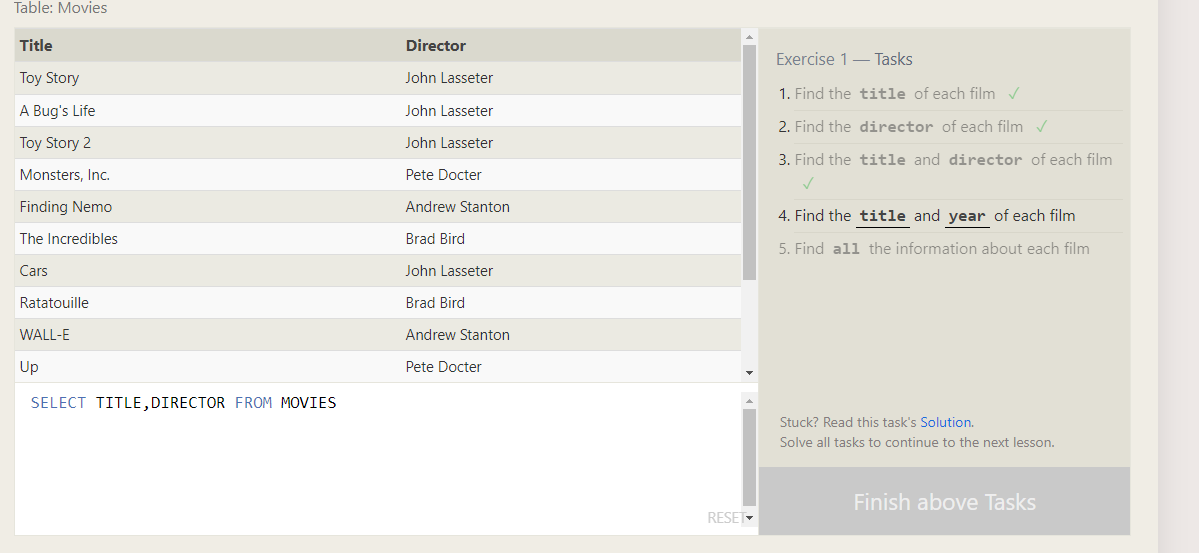 Table: Movies
Title Director
Toy Story John Lasseter
A Bug's Life John Lasseter
Toy Story 2 John Lasseter
Monsters, Inc. Pete Docter
Finding Nemo Andrew Stanton
The Incredibles Brad Bird
Cars John Lasseter
Ratatouille Brad Bird
WALL-E Andrew Stanton
Up Pete Docter
SELECT TITLE,DIRECTOR FROM MOVIES
RESET
Exercise 1 — Tasks
1. Find the title of each film ✓
2. Find the director of each film ✓
3. Find the title and director of each film
✓
4. Find the title and year of each film
5. Find all the information about each film
Stuck? Read this task's Solution.
Solve all tasks to continue to the next lesson.
Finish above Tasks